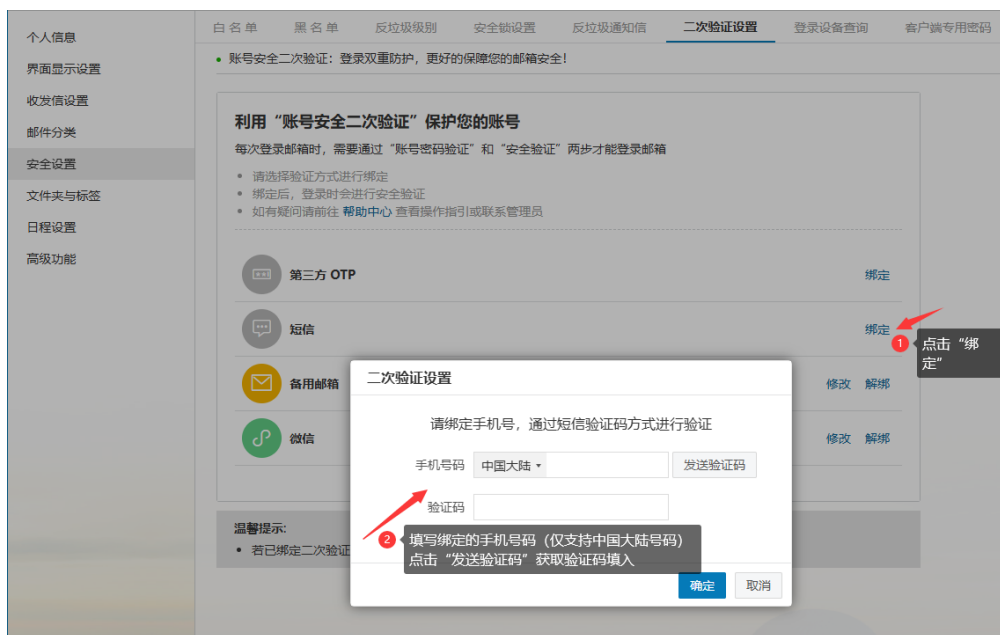 个人信息
界面显示设置
收发信设置
邮件分类
安全设置
文件夹与标签
日程设置
高级功能
白名单 黑名单 反垃圾级别 安全锁设置 反垃圾通知信 二次验证设置 登录设备查询 客户端专用密码
账号安全二次验证：登录双重防护，更好的保障您的邮箱安全！
利用“账号安全二次验证”保护您的账号
每次登录邮箱时，需要通过“账号密码验证”和“安全验证”两步才能登录邮箱
请选择验证方式进行绑定
绑定后，登录时会进行安全验证
如有疑问请前往 帮助中心 查看操作指引或联系管理员
第三方 OTP 绑定
短信 绑定
1 点击“绑
定”
备用邮箱 修改 解绑
微信 修改 解绑
温馨提示:
若已绑定二次验证
二次验证设置
请绑定手机号，通过短信验证码方式进行验证
手机号码 中国大陆 发送验证码
验证码
2 填写绑定的手机号码（仅支持中国大陆号码）
点击“发送验证码”获取验证码填入
确定 取消